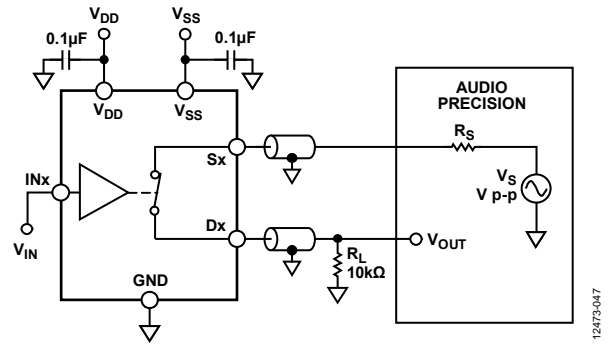 VDD
VSS
0.1µF
0.1µF
VDD
VSS
AUDIO
PRECISION
RS
VS
V p-p
Sx
INx
Dx
VIN
VOUT
RL
10kΩ
GND
12473-047